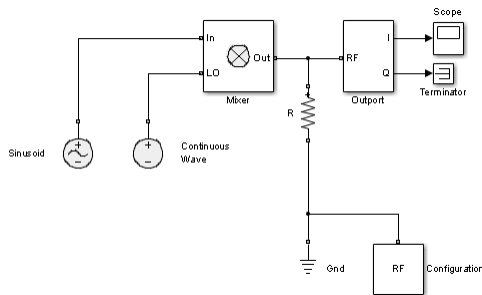 Scope
In
Out
LO
Mixer
RF
I
Q
Outport
Terminator
R
Sinusoid
Continuous
Wave
Gnd
RF
Configuration